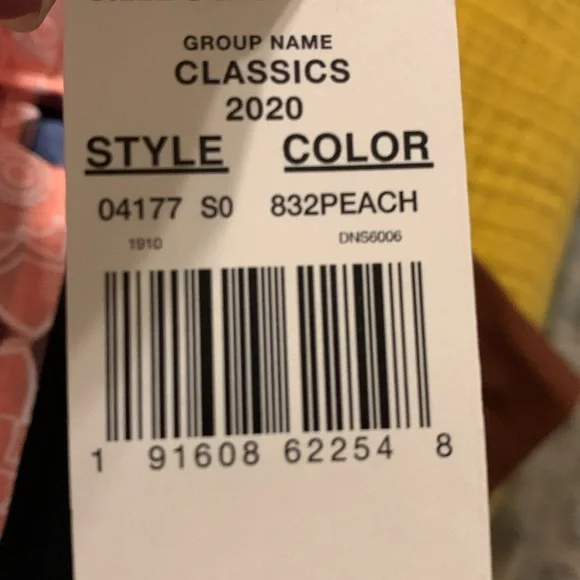 GROUP NAME
CLASSICS
2020
STYLE COLOR
04177 S0 832PEACH
1910 DNS6006
1 91608 62254 8